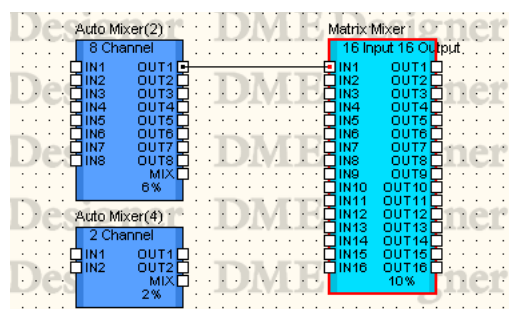 Auto Mixer(2)
8 Channel
IN1 OUT1
IN2 OUT2
IN3 OUT3
IN4 OUT4
IN5 OUT5
IN6 OUT6
IN7 OUT7
IN8 OUT8
MIX
6%
Auto Mixer(4)
2 Channel
IN1 OUT1
IN2 OUT2
MIX
2%
Matrix Mixer
16 Input 16 Output
IN1 OUT1
IN2 OUT2
IN3 OUT3
IN4 OUT4
IN5 OUT5
IN6 OUT6
IN7 OUT7
IN8 OUT8
IN9 OUT9
IN10 OUT10
IN11 OUT11
IN12 OUT12
IN13 OUT13
IN14 OUT14
IN15 OUT15
IN16 OUT16
10%
DME Designer